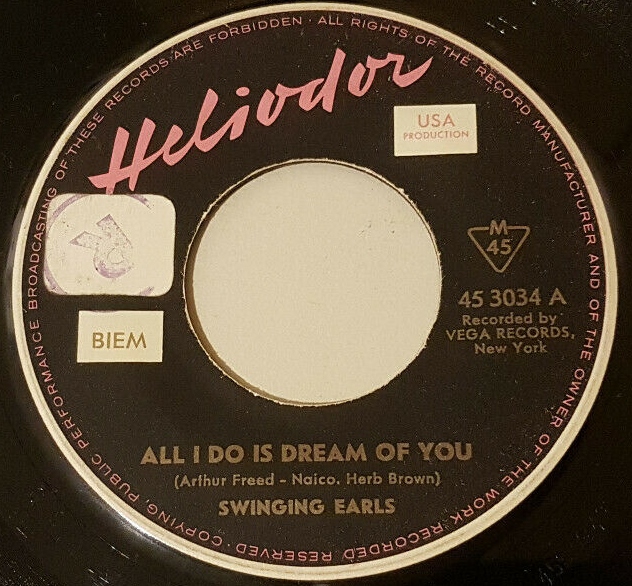 Heliodor
USA
PRODUCTION
M
45
BIEM
45 3034 A
Recorded by
VEGA RECORDS,
New York
ALL I DO IS DREAM OF YOU
(Arthur Freed - Naico. Herb Brown)
SWINGING EARLS
ALL RIGHTS OF THE RECORD MANUFACTURER AND OF THE OWNER OF THE WORK RECORDED RESERVED · COPYING, PUBLIC PERFORMANCE BROADCASTING OF THESE RECORDS ARE FORBIDDEN ·